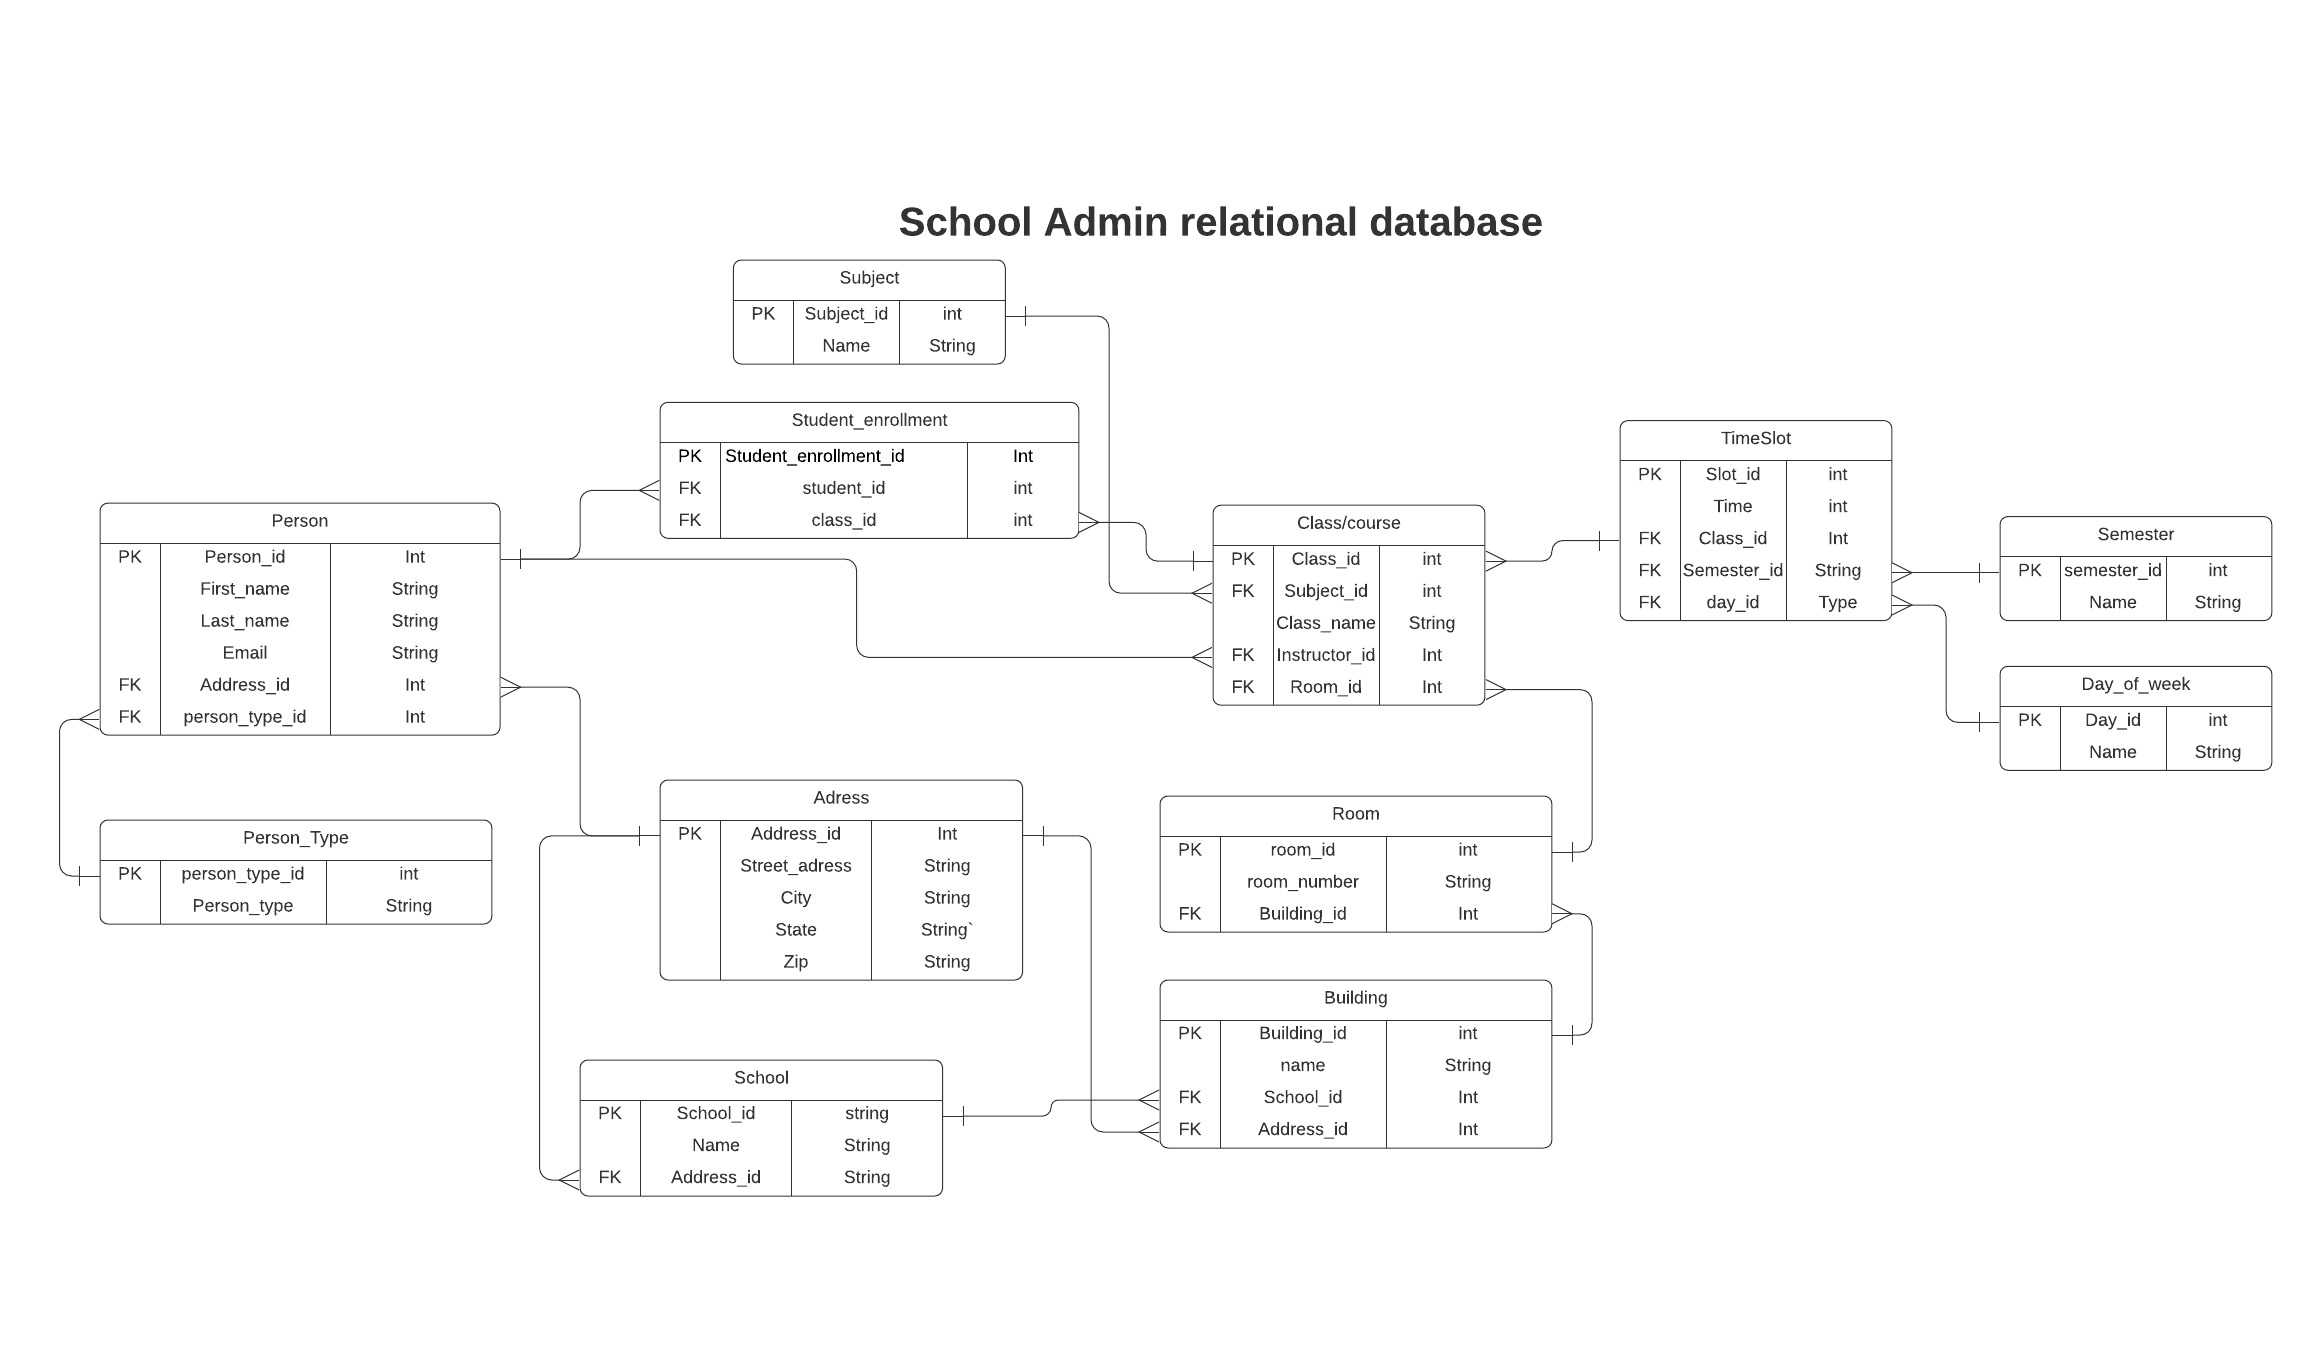 School Admin relational database
Subject
PK Subject_id int
Name String
Student_enrollment
PK Student_enrollment_id Int
FK student_id int
FK class_id int
Person
PK Person_id Int
First_name String
Last_name String
Email String
FK Address_id Int
FK person_type_id Int
Class/course
PK Class_id int
FK Subject_id int
Class_name String
FK Instructor_id Int
FK Room_id Int
TimeSlot
PK Slot_id int
Time int
FK Class_id Int
FK Semester_id String
FK day_id Type
Semester
PK semester_id int
Name String
Day_of_week
PK Day_id int
Name String
Person_Type
PK person_type_id int
Person_type String
Adress
PK Address_id Int
Street_adress String
City String
State String`
Zip String
Room
PK room_id int
room_number String
FK Building_id Int
School
PK School_id string
Name String
FK Address_id String
Building
PK Building_id int
name String
FK School_id Int
FK Address_id Int